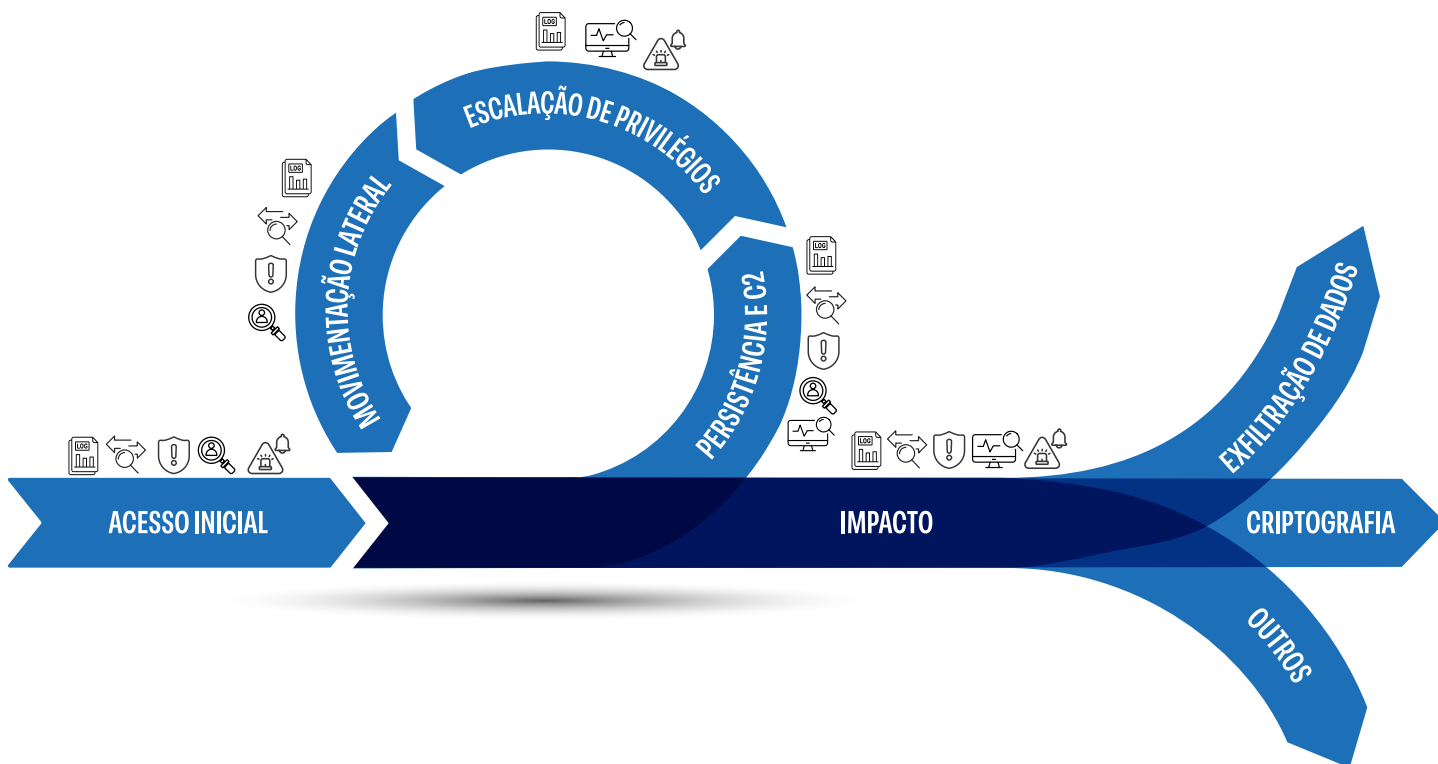 LOG
LOG
LOG
LOG
LOG
ESCALAÇÃO DE PRIVILÉGIOS
MOVIMENTAÇÃO LATERAL
PERSISTÊNCIA E C2
EXFILTRAÇÃO DE DADOS
ACESSO INICIAL
IMPACTO
CRIPTOGRAFIA
OUTROS